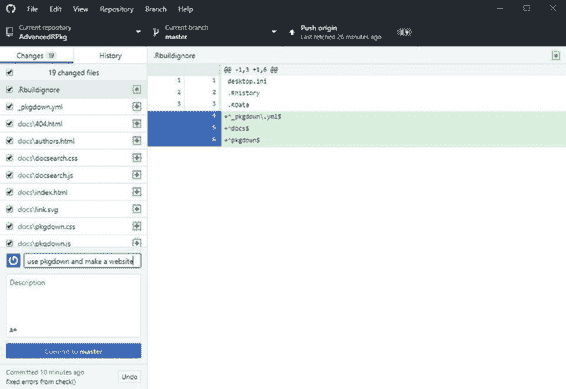 File Edit View Repository Branch Help
Current repository
AdvancedRPkg
Current branch
master
Push origin
Last fetched 26 minutes ago
Changes 19
History
19 changed files
.Rbuildignore
_pkgdown.yml
docs\404.html
docs\authors.html
docs\docsearch.css
docs\docsearch.js
docs\index.html
docs\link.svg
docs\pkgdown.css
docs\pkgdown.js
use pkgdown and make a website
Description
Commit to master
Committed 10 minutes ago
fixed errors from check()
Undo
.Rbuildignore
@@ -1,3 +1,6 @@
1 1 desktop.ini
2 2 .Rhistory
3 3 .RData
4 +^_pkgdown\.yml$
5 +^docs$
6 +^pkgdown$